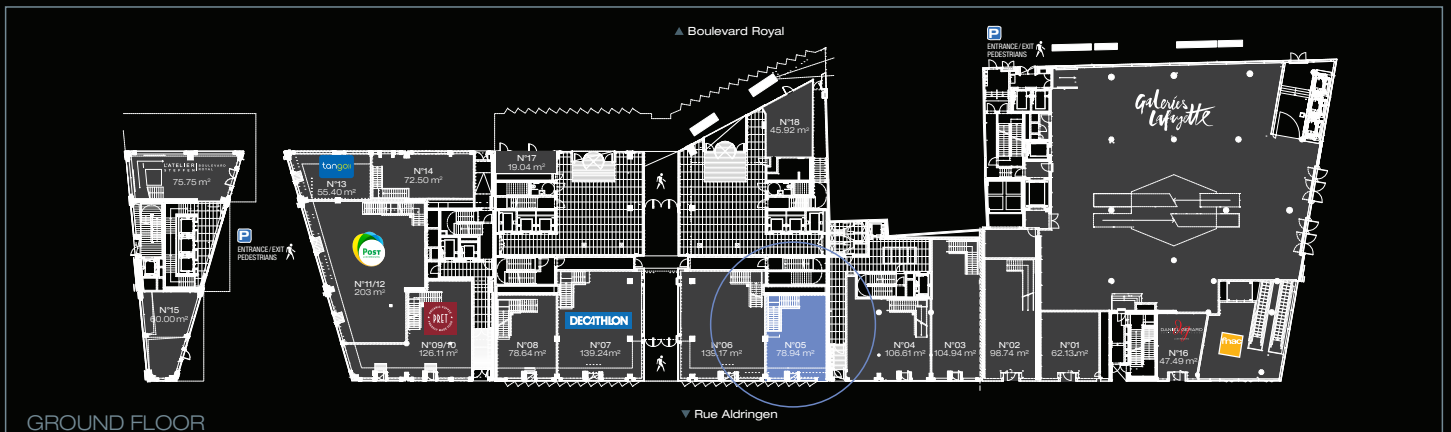 Boulevard Royal
ENTRANCE / EXIT
PEDESTRIANS
Galeries
Lafayette
N°18
45.92 m²
L'ATELIER
STEFFEN
BOULEVARD
ROYAL
75.75 m²
tango
N°13
55.40 m²
N°14
72.50 m²
N°17
19.04 m²
ENTRANCE / EXIT
PEDESTRIANS
POST
N°11/12
203 m²
N°15
60.00 m²
PRET
N°09/10
126.11 m²
N°08
78.64 m²
DECATHLON
N°07
139.24 m²
N°06
139.17 m²
N°05
78.94 m²
N°04
106.61 m²
N°03
104.94 m²
N°02
98.74 m²
N°01
62.13 m²
N°16
47.49 m²
fnac
Rue Aldringen
GROUND FLOOR